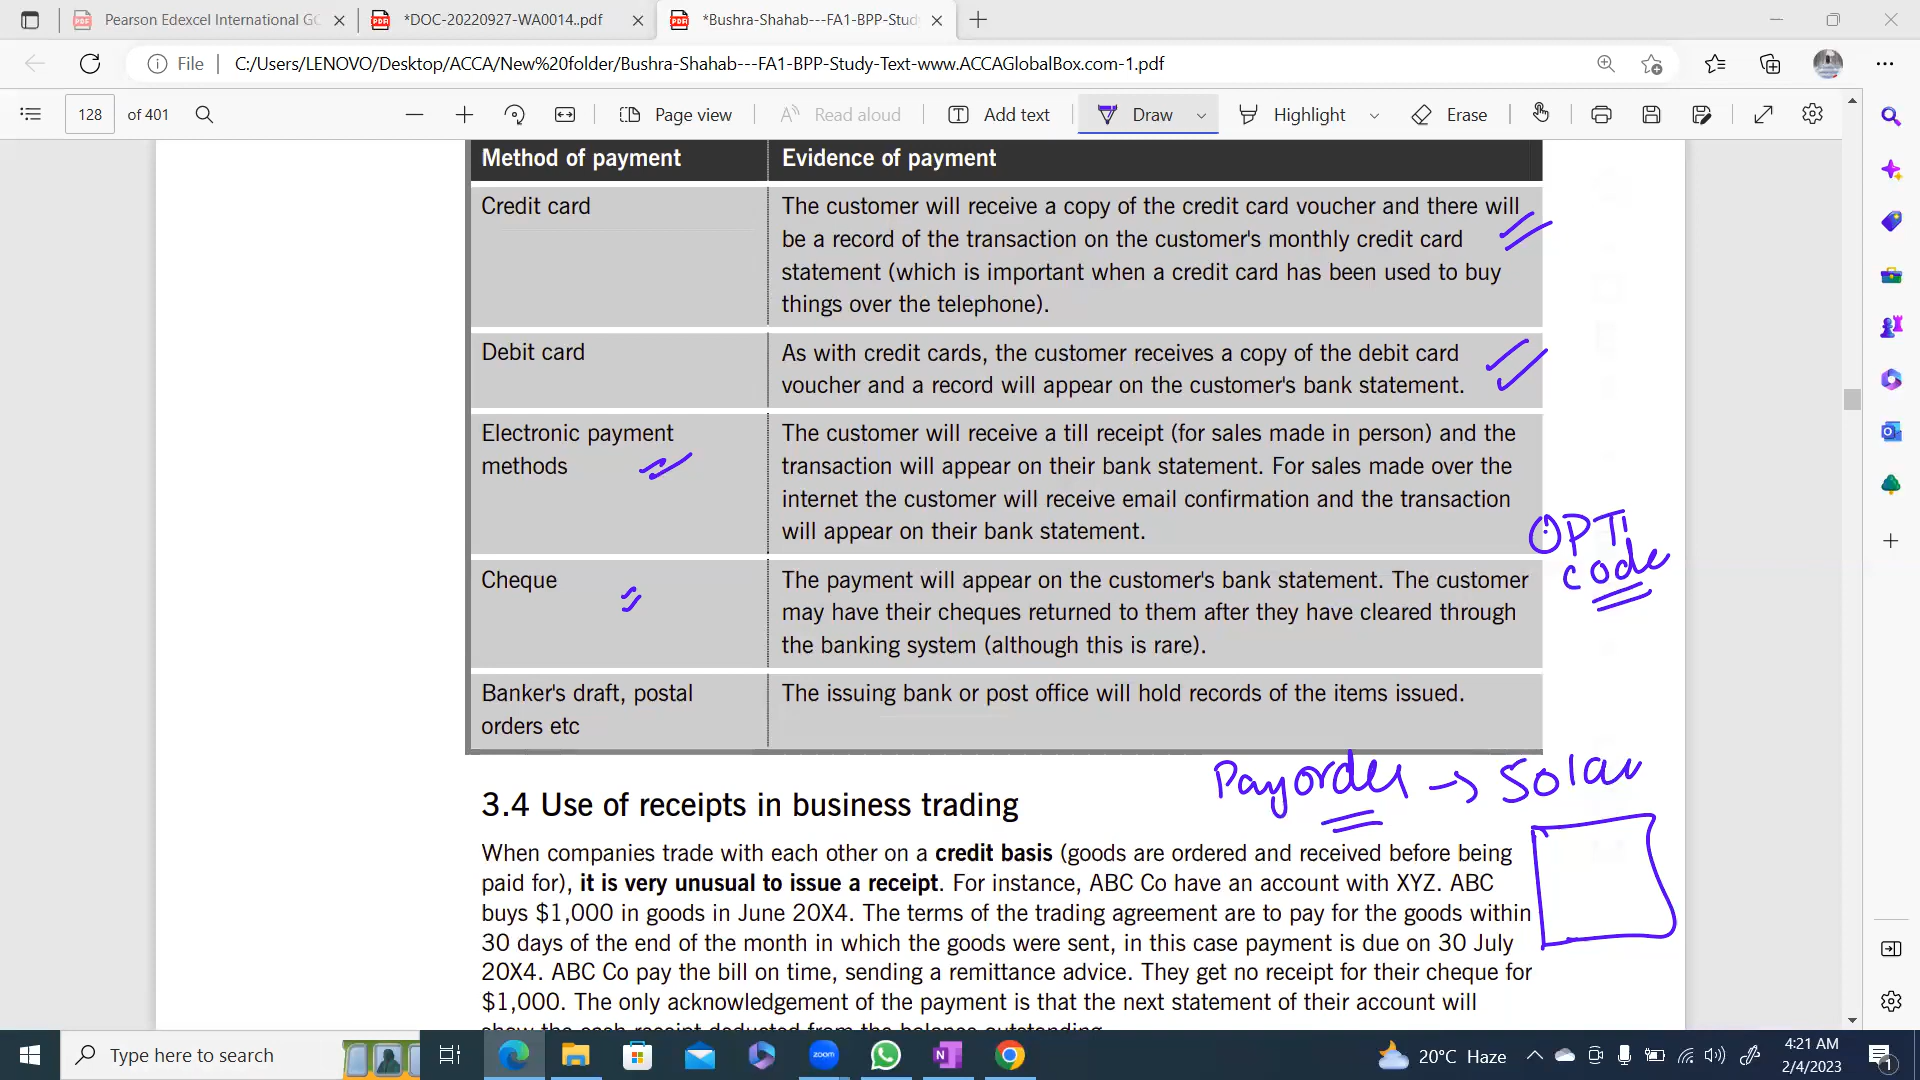 Pearson Edexcel International GC
*DOC-20220927-WA0014..pdf
*Bushra-Shahab---FA1-BPP-Stud
File
C:/Users/LENOVO/Desktop/ACCA/New%20folder/Bushra-Shahab---FA1-BPP-Study-Text-www.ACCAGlobalBox.com-1.pdf
128 of 401
Page view
Read aloud
Add text
Draw
Highlight
Erase
Method of payment Evidence of payment
Credit card The customer will receive a copy of the credit card voucher and there will
be a record of the transaction on the customer's monthly credit card
statement (which is important when a credit card has been used to buy
things over the telephone).
Debit card As with credit cards, the customer receives a copy of the debit card
voucher and a record will appear on the customer's bank statement.
Electronic payment The customer will receive a till receipt (for sales made in person) and the
methods transaction will appear on their bank statement. For sales made over the
internet the customer will receive email confirmation and the transaction
will appear on their bank statement.
OPT
code
Cheque The payment will appear on the customer's bank statement. The customer
may have their cheques returned to them after they have cleared through
the banking system (although this is rare).
Banker's draft, postal The issuing bank or post office will hold records of the items issued.
orders etc
Payorder → Solar
3.4 Use of receipts in business trading
When companies trade with each other on a credit basis (goods are ordered and received before being
paid for), it is very unusual to issue a receipt. For instance, ABC Co have an account with XYZ. ABC
buys $1,000 in goods in June 20X4. The terms of the trading agreement are to pay for the goods within
30 days of the end of the month in which the goods were sent, in this case payment is due on 30 July
20X4. ABC Co pay the bill on time, sending a remittance advice. They get no receipt for their cheque for
$1,000. The only acknowledgement of the payment is that the next statement of their account will
show the cash receipt deducted from the balance outstanding.
Type here to search
zoom
20°C Haze
4:21 AM
2/4/2023
1